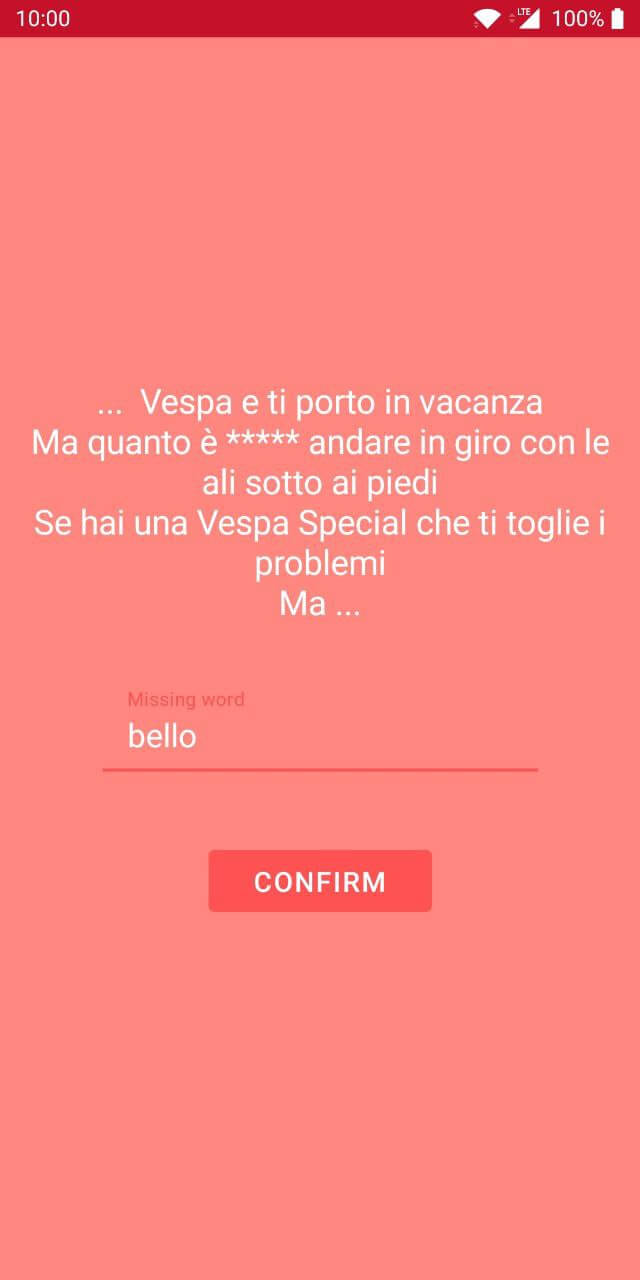 10:00 LTE 100%
... Vespa e ti porto in vacanza
Ma quanto è ***** andare in giro con le
ali sotto ai piedi
Se hai una Vespa Special che ti toglie i
problemi
Ma ...
Missing word
bello
CONFIRM